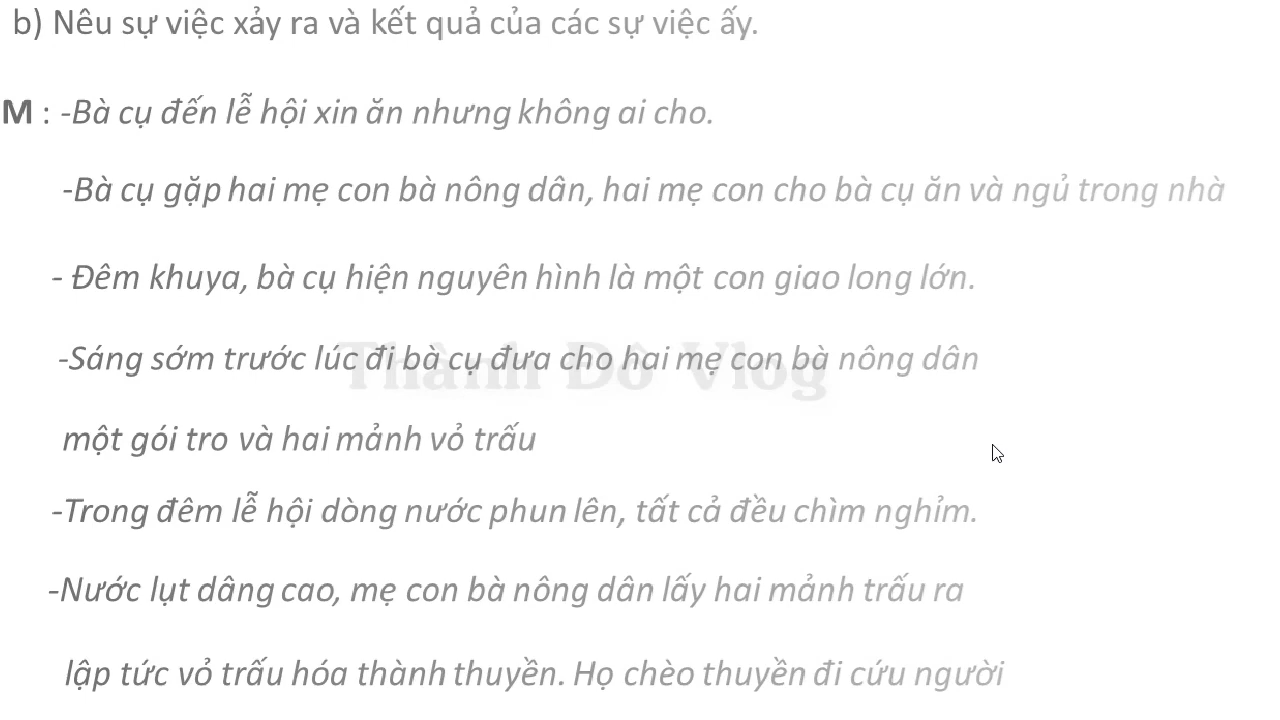 b) Nêu sự việc xảy ra và kết quả của các sự việc ấy.
M : -Bà cụ đến lễ hội xin ăn nhưng không ai cho.
-Bà cụ gặp hai mẹ con bà nông dân, hai mẹ con cho bà cụ ăn và ngủ trong nhà
- Đêm khuya, bà cụ hiện nguyên hình là một con giao long lớn.
-Sáng sớm trước lúc đi bà cụ đưa cho hai mẹ con bà nông dân
Thành Đô Vlog
một gói tro và hai mảnh vỏ trấu
-Trong đêm lễ hội dòng nước phun lên, tất cả đều chìm nghỉm.
-Nước lụt dâng cao, mẹ con bà nông dân lấy hai mảnh trấu ra
lập tức vỏ trấu hóa thành thuyền. Họ chèo thuyền đi cứu người